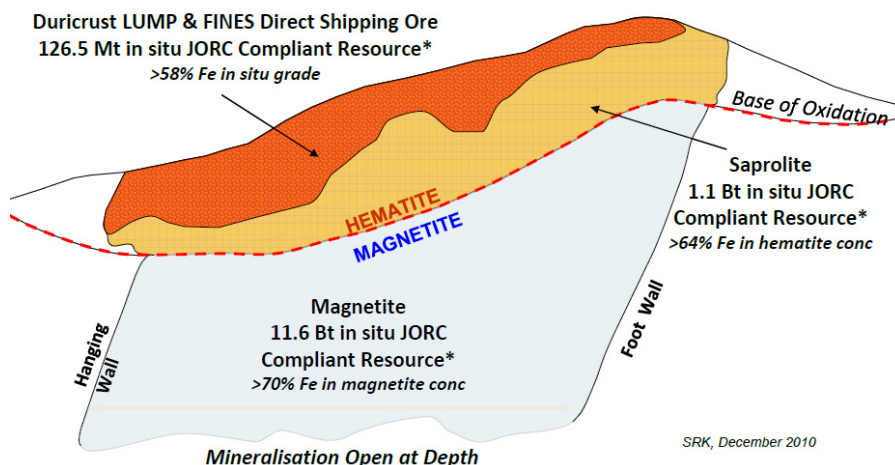 Duricrust LUMP & FINES Direct Shipping Ore
126.5 Mt in situ JORC Compliant Resource*
>58% Fe in situ grade
Base of Oxidation
Saprolite
1.1 Bt in situ JORC
Compliant Resource*
>64% Fe in hematite conc
HEMATITE
MAGNETITE
Magnetite
11.6 Bt in situ JORC
Compliant Resource*
>70% Fe in magnetite conc
Hanging
Wall
Foot Wall
SRK, December 2010
Mineralisation Open at Depth